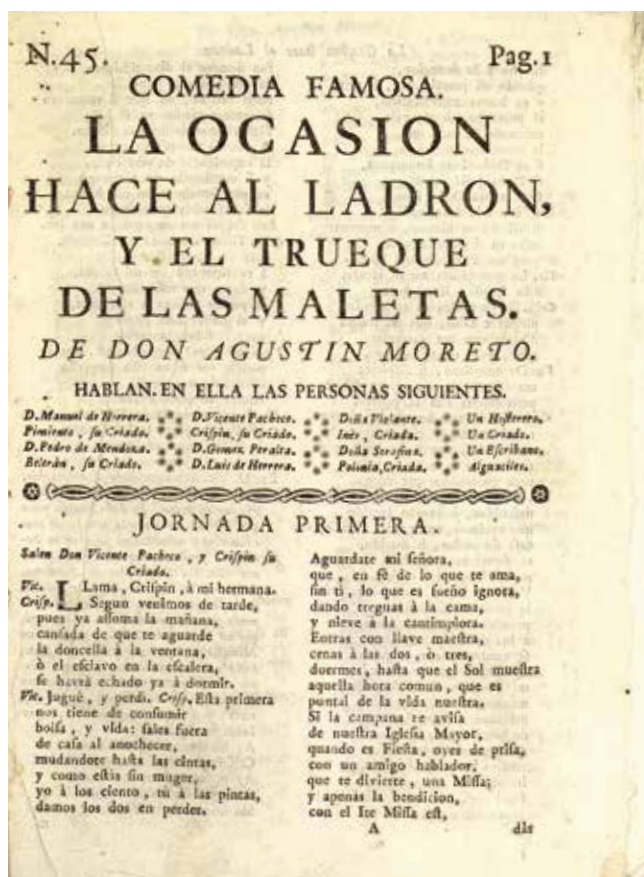 N.45. Pag.1
COMEDIA FAMOSA.
LA OCASION
HACE AL LADRON,
Y EL TRUEQUE
DE LAS MALETAS.
DE DON AGUSTIN MORETO.
HABLAN EN ELLA LAS PERSONAS SIGUIENTES.
D. Manuel de Herrera. D. Vicente Pacheco. Doña Violante. Un Hosterero.
Pimiento, su Criado. Crispin, su Criado. Inès, Criada. Un Criado.
D. Pedro de Mendoza. D. Gomez Peralta. Doña Serafina. Un Escribano.
Beltràn, su Criado. D. Luis de Herrera. Polonia, Criada. Alguaciles.
JORNADA PRIMERA.
Salen Don Vicente Pacheco, y Crispin su
Criado.
Vic. LLama, Crispin, à mi hermana.
Crisp. Segun venimos de tarde,
pues ya assoma la mañana,
cansada de que te aguarde
la doncella à la ventana,
ò el esclavo en la escalera,
se havrà echado ya à dormir.
Vic. Juguè, y perdì. Crisp. Esta primera
nos tiene de consumir
bolsa, y vida: sales fuera
de casa al anochecer,
mudandote hasta las cintas,
y como estàs sin muger,
yo à los ciento, tù à las pintas,
damos los dos en perder.
Aguardate mi señora,
que, en fè de lo que te ama,
sin ti, lo que es sueño ignora,
dando treguas à la cama,
y nieve à la cantimplora.
Entras con llave maestra,
cenas à las dos, ò tres,
duermes, hasta que el Sol muestra
aquella hora comun, que es
puntal de la vida nuestra.
Si la campana te avisa
de nuestra Iglesia Mayor,
quando es Fiesta, oyes de prisa,
con un amigo hablador,
que te divierte, una Missa;
y apenas la bendicion,
con el Ite Missa est,
A dls